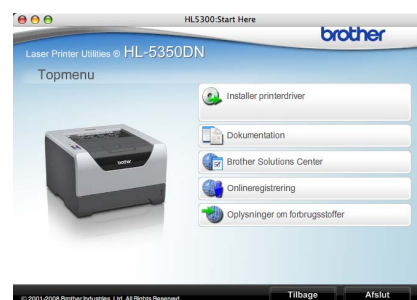 HL5300:Start Here
brother
Laser Printer Utilities ® HL-5350DN
Topmenu
Installer printerdriver
Dokumentation
Brother Solutions Center
Onlineregistrering
Oplysninger om forbrugsstoffer
brother
© 2001-2008 Brother Industries, Ltd. All Rights Reserved.
Tilbage
Afslut